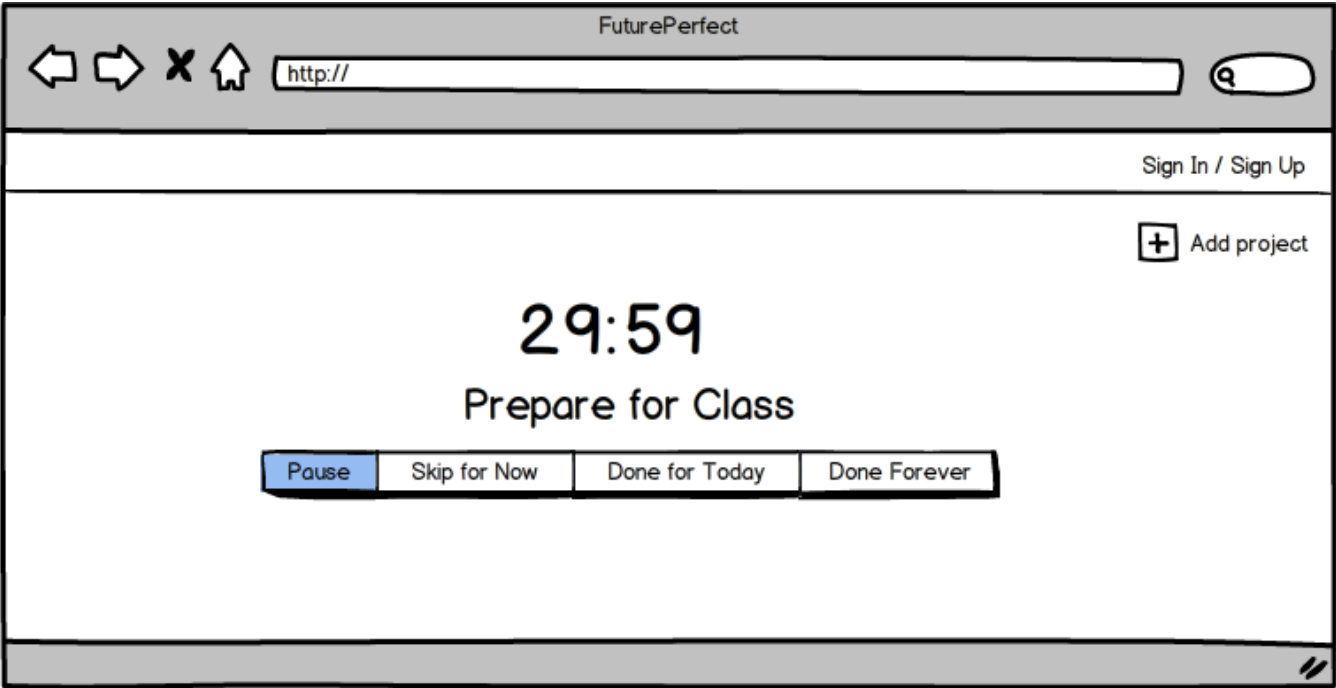 FuturePerfect
http://
Sign In / Sign Up
Add project
29:59
Prepare for Class
Pause Skip for Now Done for Today Done Forever